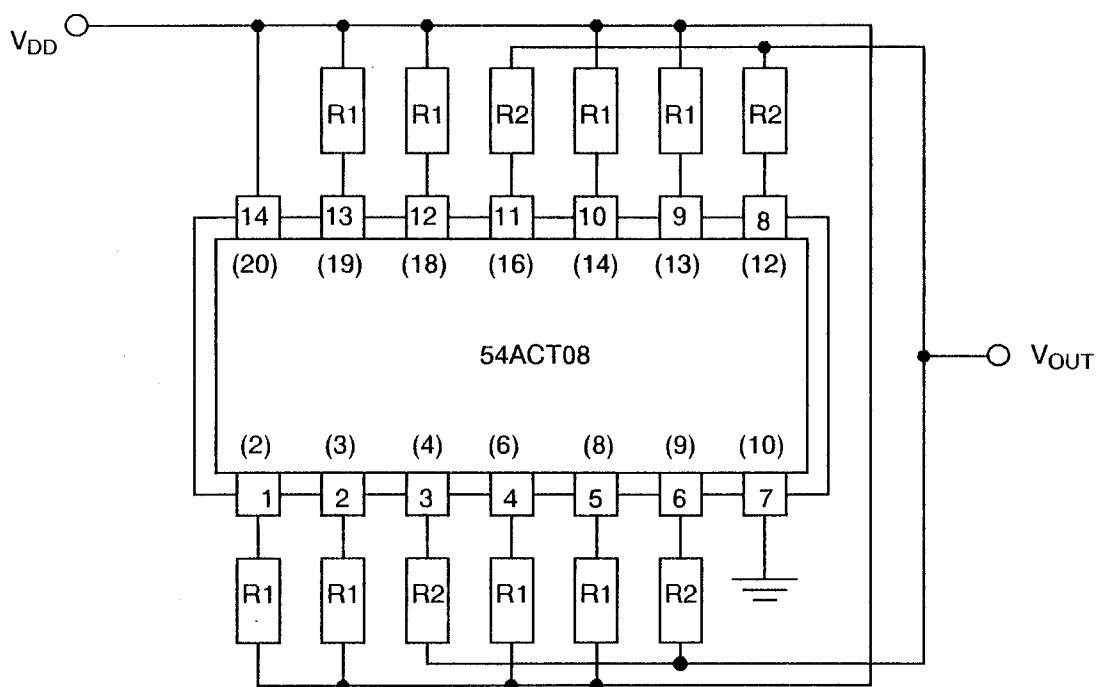 V_DD
R1 R1 R2 R1 R1 R2
14 13 12 11 10 9 8
(20) (19) (18) (16) (14) (13) (12)
54ACT08
V_OUT
(2) (3) (4) (6) (8) (9) (10)
1 2 3 4 5 6 7
R1 R1 R2 R1 R1 R2